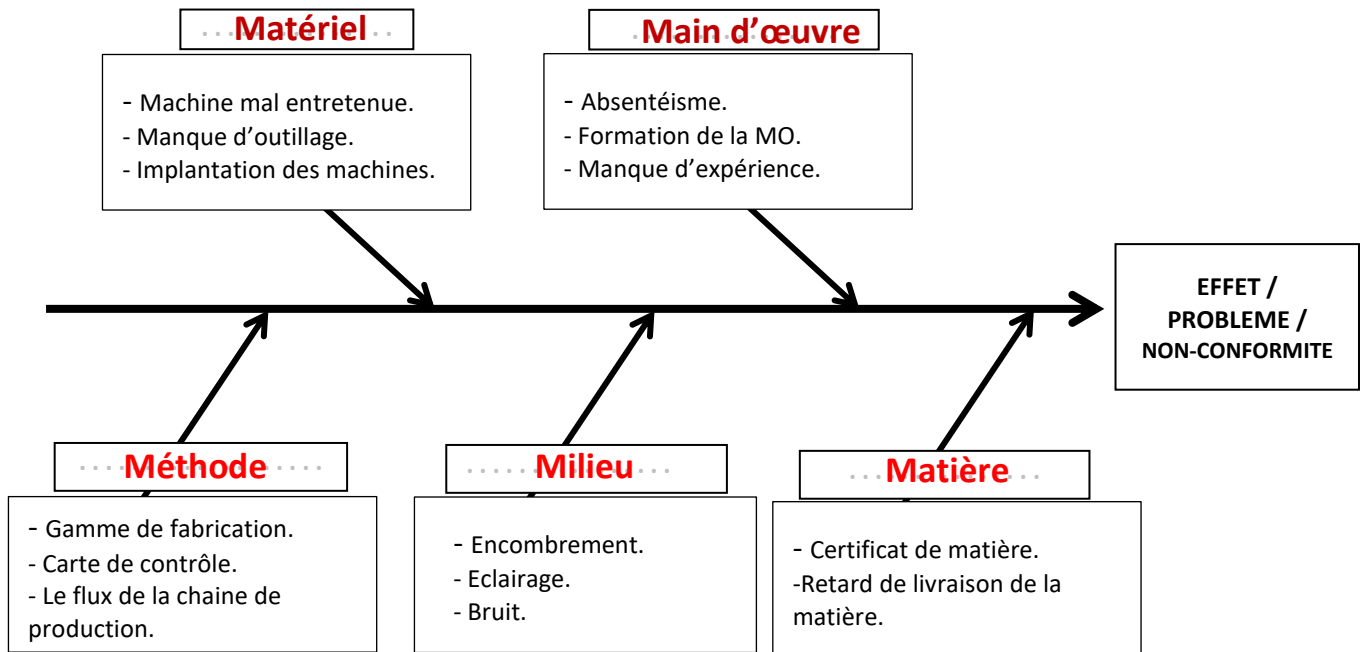 Matériel
Main d’œuvre
- Machine mal entretenue.
- Manque d’outillage.
- Implantation des machines.
- Absentéisme.
- Formation de la MO.
- Manque d’expérience.
EFFET /
PROBLEME /
NON-CONFORMITE
Méthode
Milieu
Matière
- Gamme de fabrication.
- Carte de contrôle.
- Le flux de la chaine de
production.
- Encombrement.
- Eclairage.
- Bruit.
- Certificat de matière.
-Retard de livraison de la
matière.